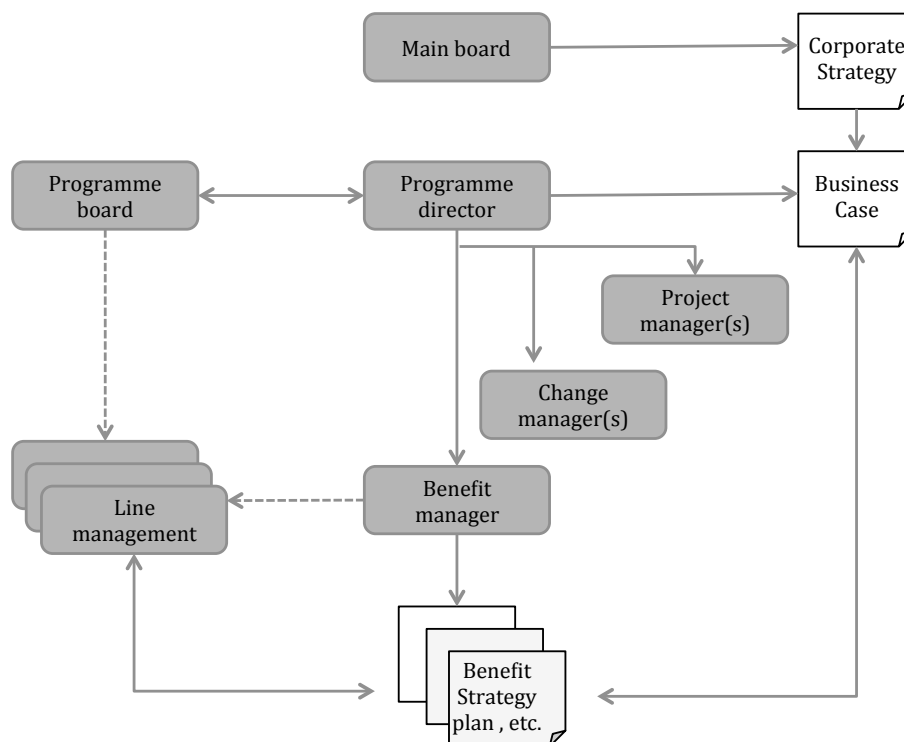 Main board
Corporate
Strategy
Programme
board
Programme
director
Business
Case
Project
manager(s)
Change
manager(s)
Line
management
Benefit
manager
Benefit
Strategy
plan , etc.